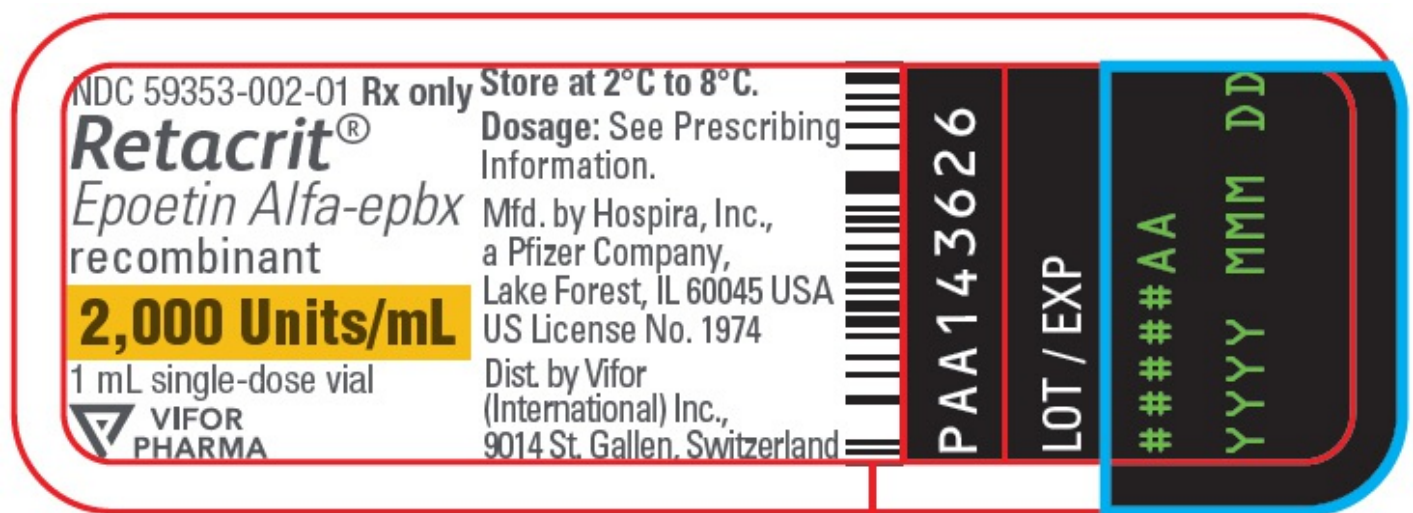 NDC 59353-002-01 Rx only
Retacrit®
Epoetin Alfa-epbx
recombinant
2,000 Units/mL
1 mL single-dose vial
VIFOR
PHARMA
Store at 2°C to 8°C.
Dosage: See Prescribing
Information.
Mfd. by Hospira, Inc.,
a Pfizer Company,
Lake Forest, IL 60045 USA
US License No. 1974
Dist. by Vifor
(International) Inc.,
9014 St. Gallen, Switzerland
PAA143626
LOT / EXP
#####AA
YYYY MMM DD